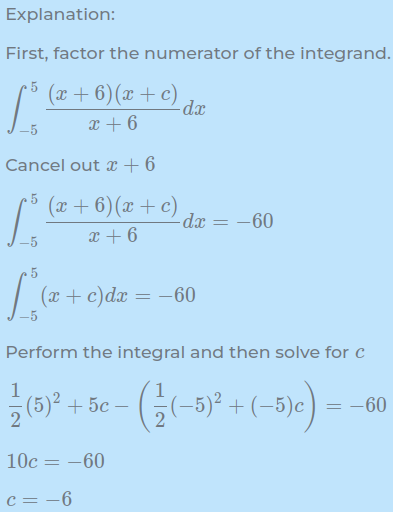 Explanation:
First, factor the numerator of the integrand.
$\int_{-5}^{5} \frac{(x+6)(x+c)}{x+6} dx$
Cancel out $x+6$
$\int_{-5}^{5} \frac{(x+6)(x+c)}{x+6} dx = -60$
$\int_{-5}^{5} (x+c)dx = -60$
Perform the integral and then solve for $c$
$\frac{1}{2}(5)^2 + 5c - \left(\frac{1}{2}(-5)^2 + (-5)c\right) = -60$
$10c = -60$
$c = -6$